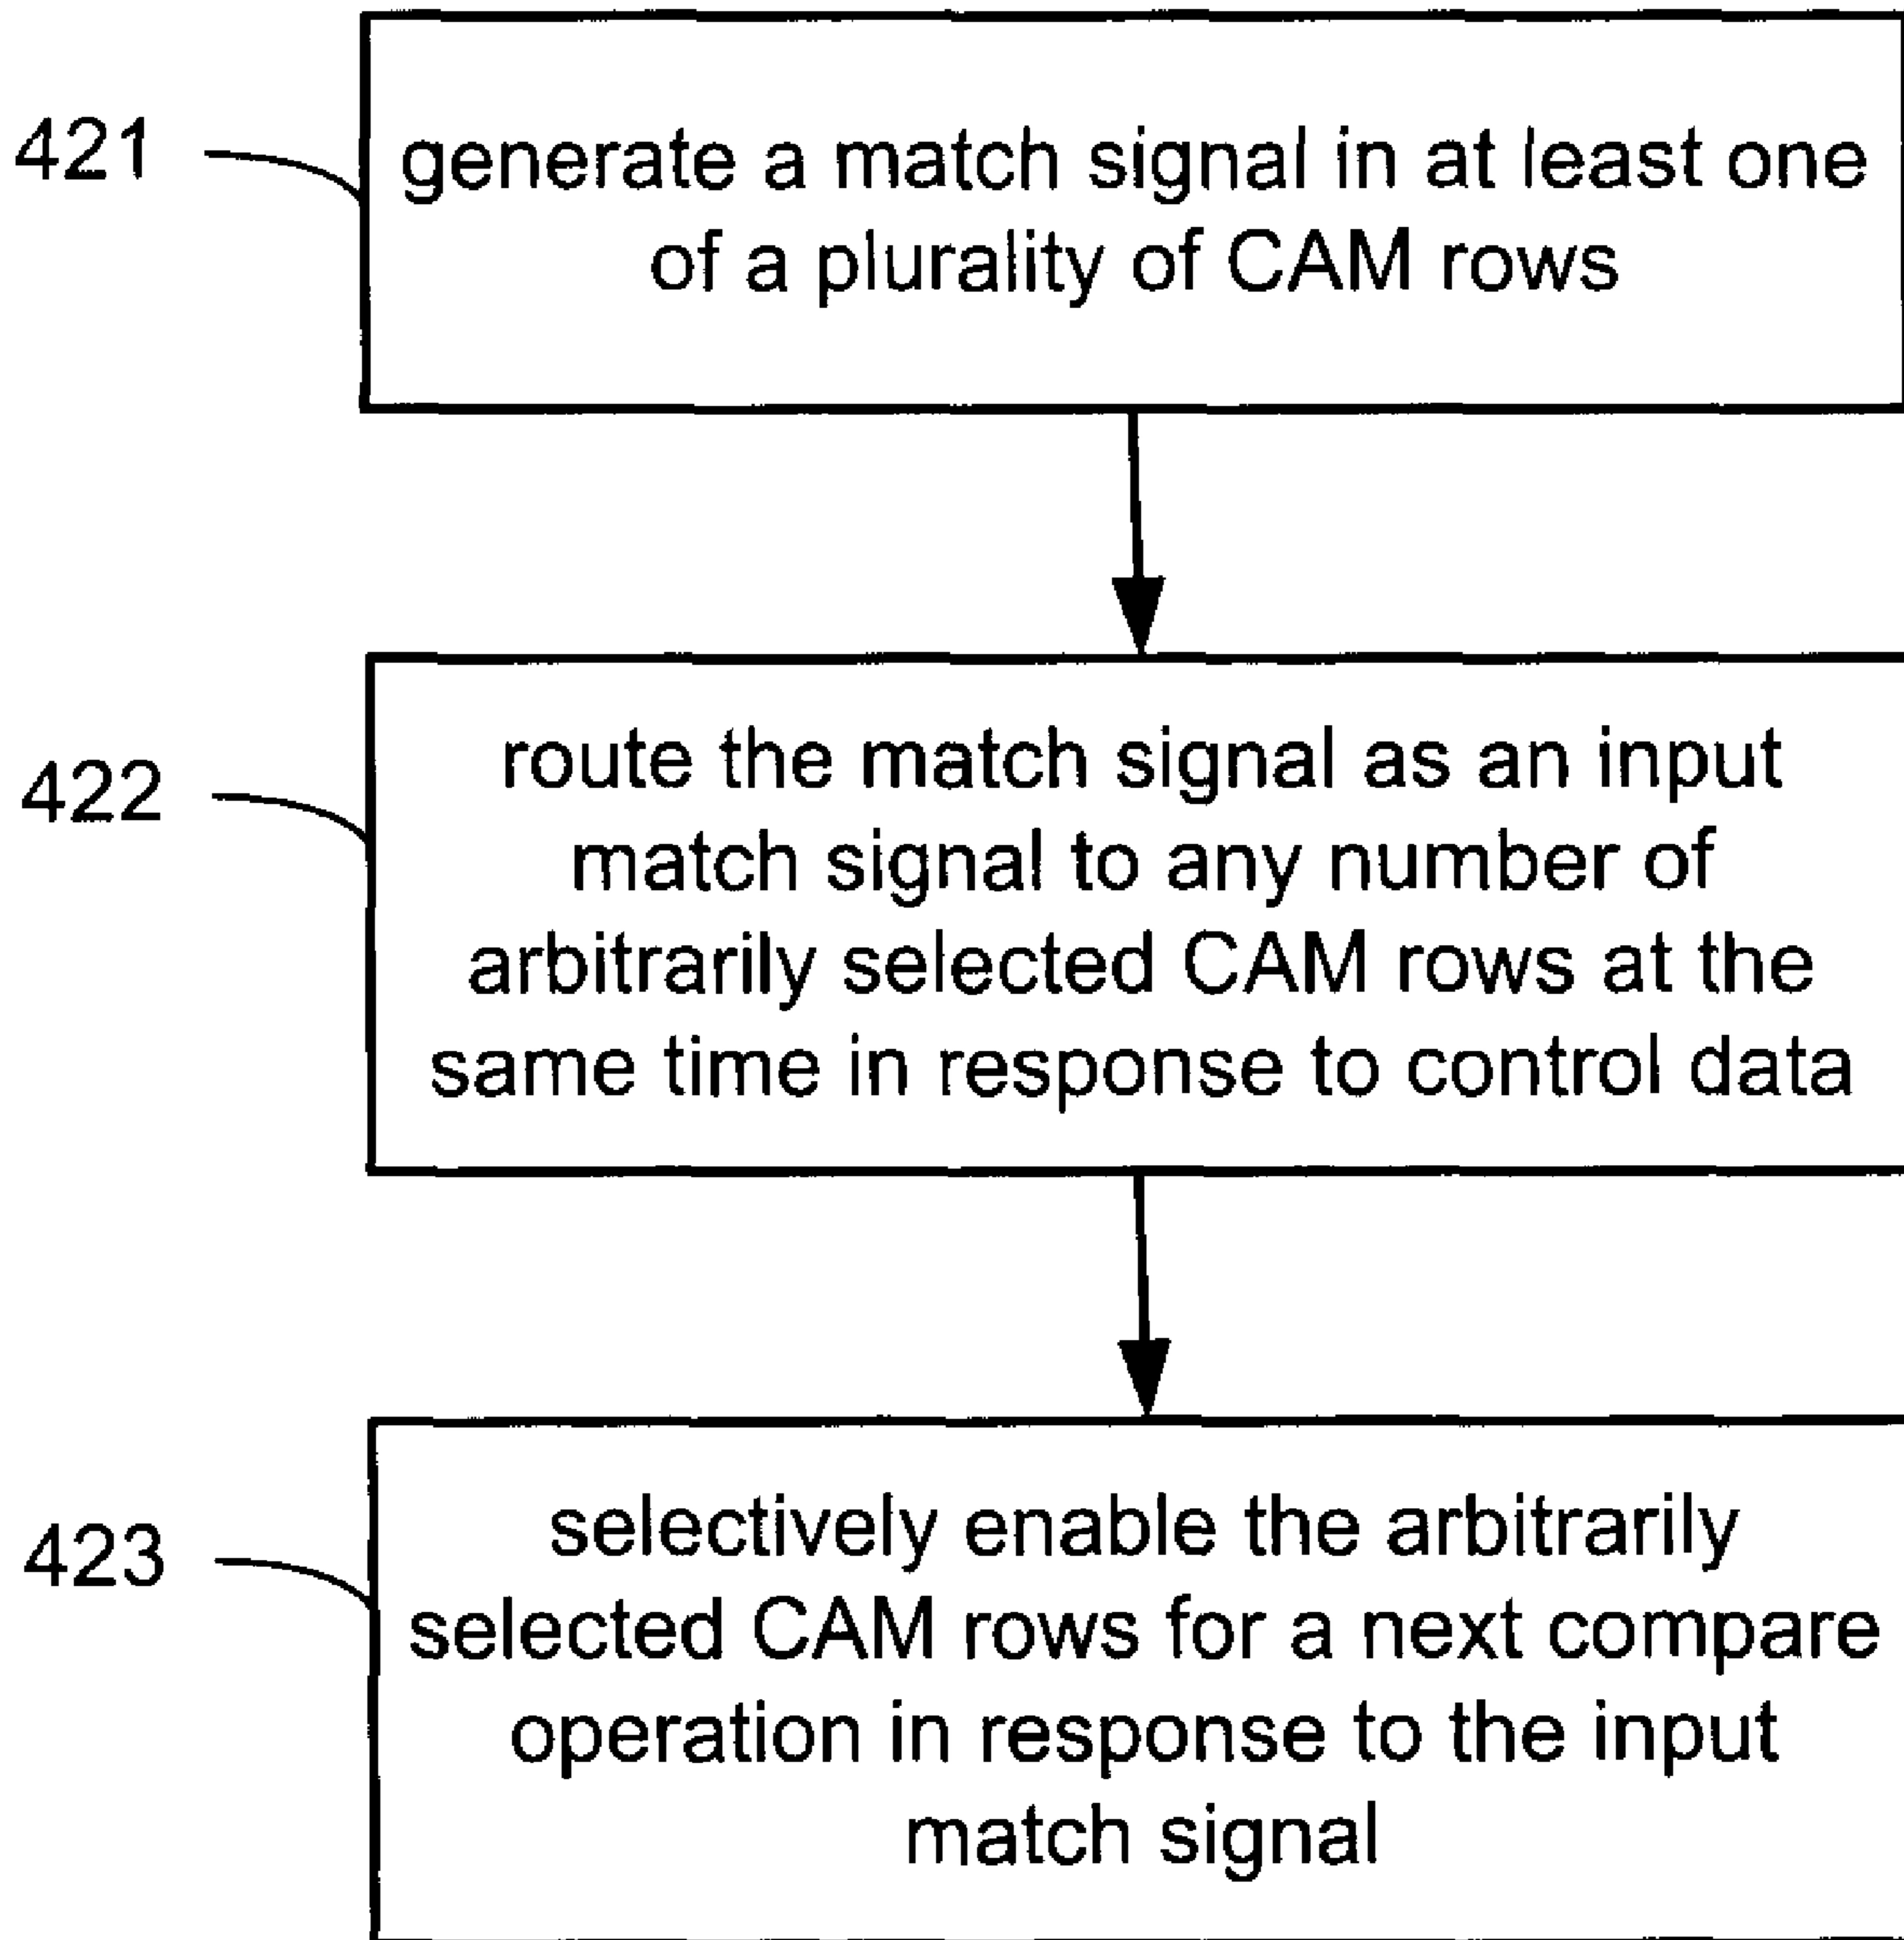 421
generate a match signal in at least one
of a plurality of CAM rows
422
route the match signal as an input
match signal to any number of
arbitrarily selected CAM rows at the
same time in response to control data
423
selectively enable the arbitrarily
selected CAM rows for a next compare
operation in response to the input
match signal